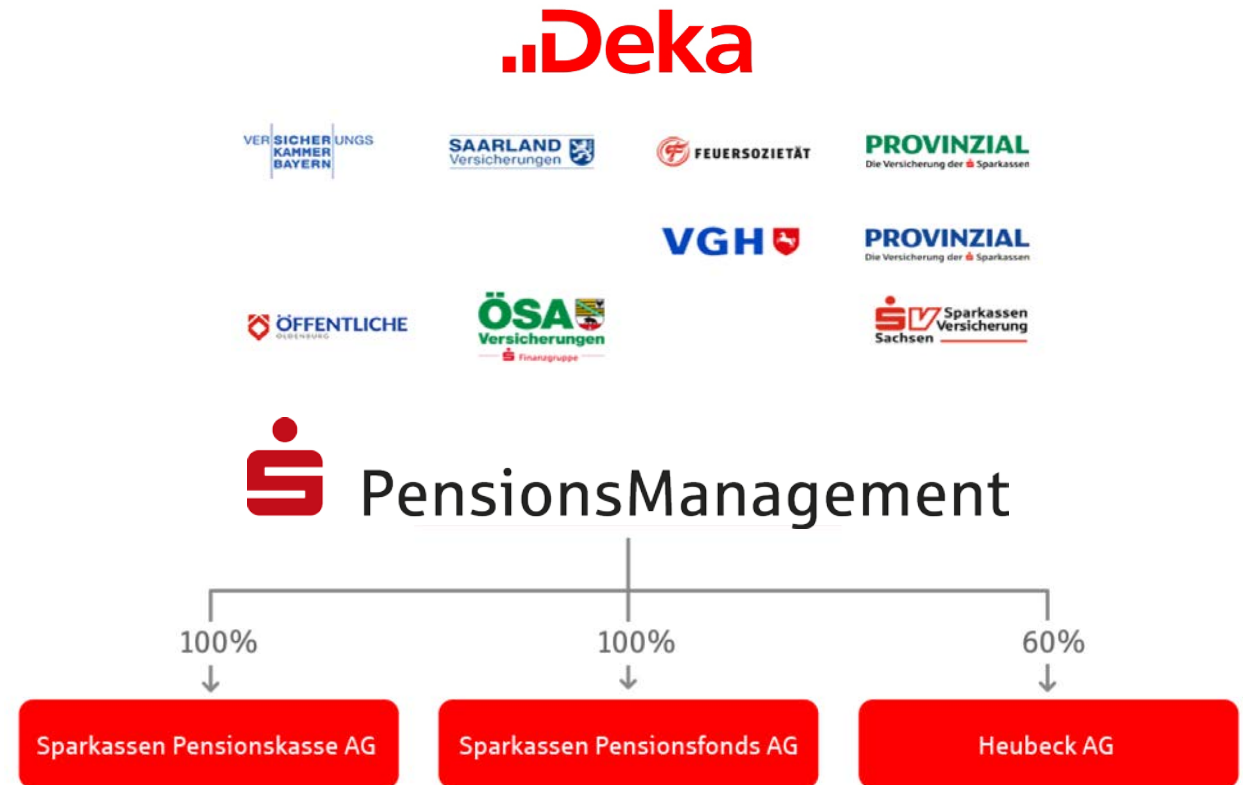 Deka
VERSICHERUNGS
KAMMER
BAYERN
SAARLAND
Versicherungen
FEUERSOZIETÄT
PROVINZIAL
Die Versicherung der S Sparkassen
VGH
PROVINZIAL
Die Versicherung der S Sparkassen
ÖFFENTLICHE
OLDENBURG
ÖSA
Versicherungen
S Finanzgruppe
SV Sparkassen
Versicherung
Sachsen
S PensionsManagement
100%
100%
60%
Sparkassen Pensionskasse AG
Sparkassen Pensionsfonds AG
Heubeck AG